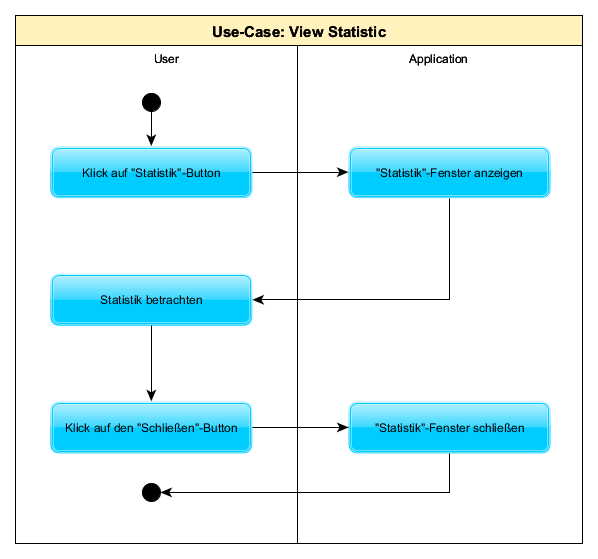 Use-Case: View Statistic
User
Application
Klick auf "Statistik"-Button
"Statistik"-Fenster anzeigen
Statistik betrachten
Klick auf den "Schließen"-Button
"Statistik"-Fenster schließen